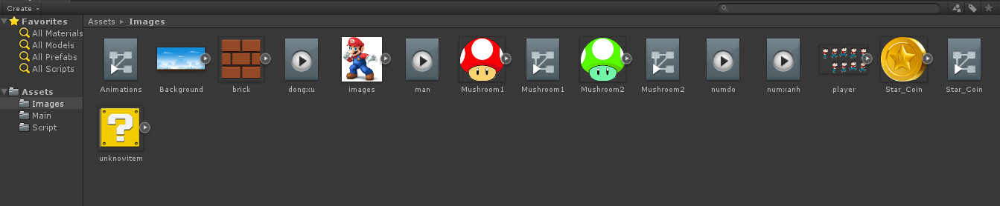 Create
Favorites
All Materials
All Models
All Prefabs
All Scripts
Assets
Images
Main
Script
Assets ▸ Images
Animations
Background
brick
dongxu
images
man
Mushroom1
Mushroom1
Mushroom2
Mushroom2
numdo
numxanh
player
Star_Coin
Star_Coin
unknowitem